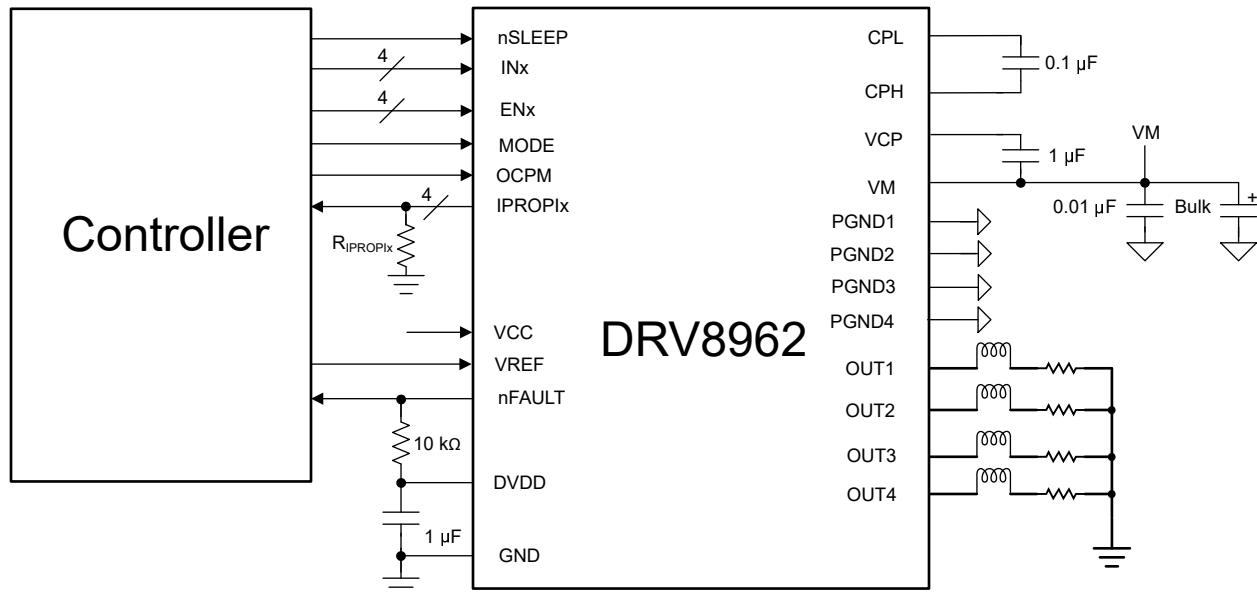 Controller
4
4
4
R_IPROPIx
10 kΩ
1 µF
nSLEEP
INx
ENx
MODE
OCPM
IPROPIx
VCC
VREF
nFAULT
DVDD
GND
DRV8962
CPL
CPH
VCP
VM
PGND1
PGND2
PGND3
PGND4
OUT1
OUT2
OUT3
OUT4
0.1 µF
1 µF
VM
0.01 µF
Bulk
+